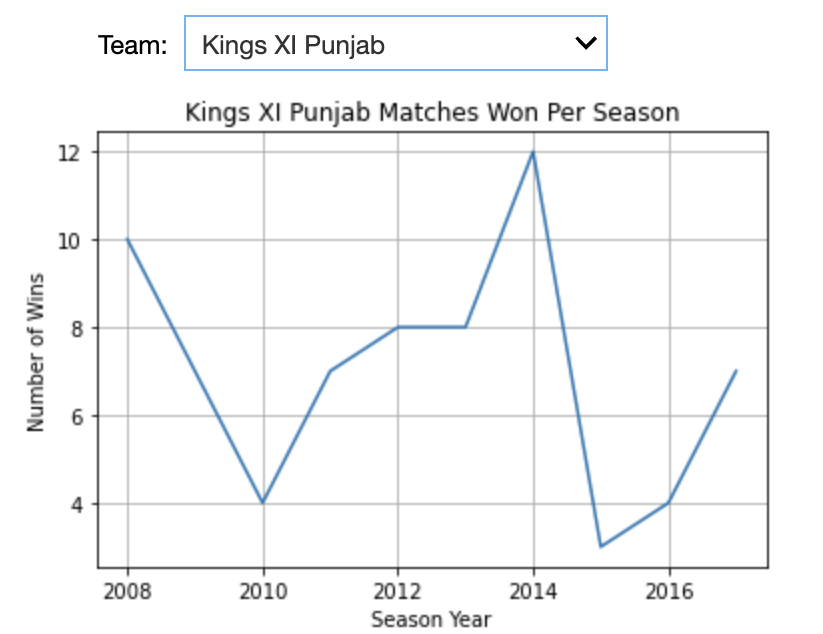 Team: Kings XI Punjab
Kings XI Punjab Matches Won Per Season
12
10
8
6
4
Number of Wins
2008 2010 2012 2014 2016
Season Year